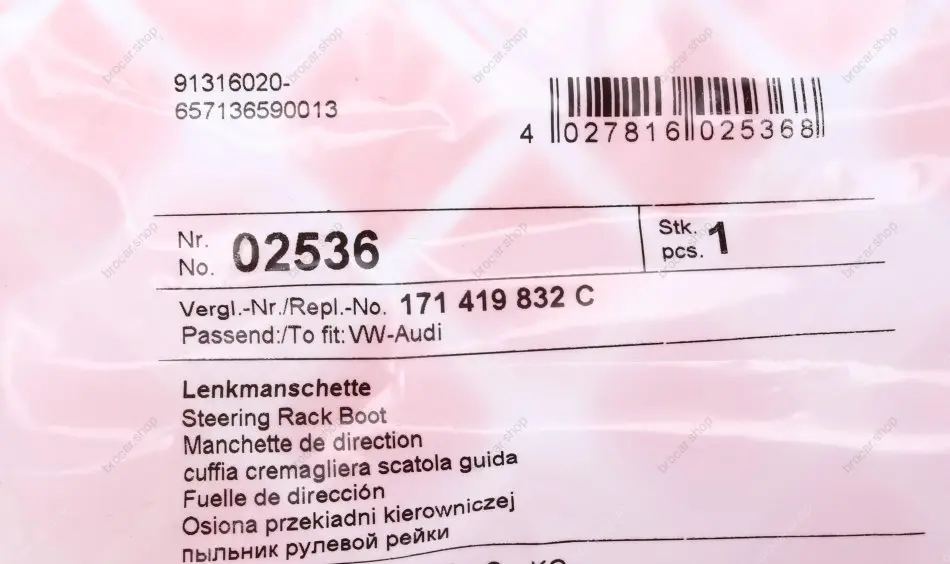 91316020-
657136590013
4 027816 025368
Nr. 02536
No.
Stk. 1
pcs.
Vergl.-Nr./Repl.-No. 171 419 832 C
Passend:/To fit: VW-Audi
Lenkmanschette
Steering Rack Boot
Manchette de direction
cuffia cremagliera scatola guida
Fuelle de dirección
Osiona przekiadni kierowniczej
пыльник рулевой рейки
brocar.shop